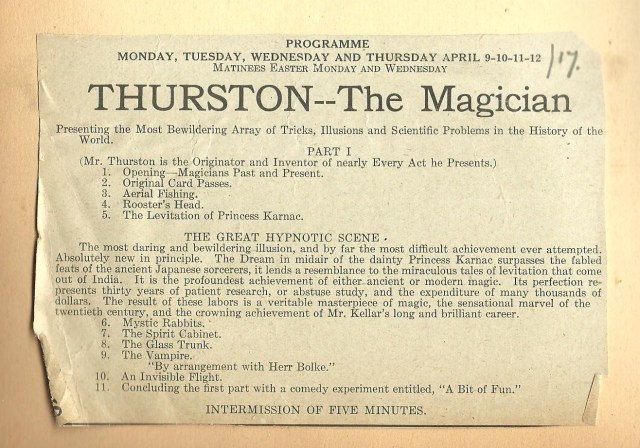 PROGRAMME
MONDAY, TUESDAY, WEDNESDAY AND THURSDAY APRIL 9-10-11-12 /17.
MATINEES EASTER MONDAY AND WEDNESDAY
THURSTON--The Magician
Presenting the Most Bewildering Array of Tricks, Illusions and Scientific Problems in the History of the
World.
PART I
(Mr. Thurston is the Originator and Inventor of nearly Every Act he Presents.)
1. Opening—Magicians Past and Present.
2. Original Card Passes.
3. Aerial Fishing.
4. Rooster's Head.
5. The Levitation of Princess Karnac.
THE GREAT HYPNOTIC SCENE.
The most daring and bewildering illusion, and by far the most difficult achievement ever attempted.
Absolutely new in principle. The Dream in midair of the dainty Princess Karnac surpasses the fabled
feats of the ancient Japanese sorcerers, it lends a resemblance to the miraculous tales of levitation that come
out of India. It is the profoundest achievement of either ancient or modern magic. Its perfection re-
presents thirty years of patient research, or abstuse study, and the expenditure of many thousands of
dollars. The result of these labors is a veritable masterpiece of magic, the sensational marvel of the
twentieth century, and the crowning achievement of Mr. Kellar's long and brilliant career.
6. Mystic Rabbits.
7. The Spirit Cabinet.
8. The Glass Trunk.
9. The Vampire.
"By arrangement with Herr Bolke."
10. An Invisible Flight.
11. Concluding the first part with a comedy experiment entitled, "A Bit of Fun."
INTERMISSION OF FIVE MINUTES.